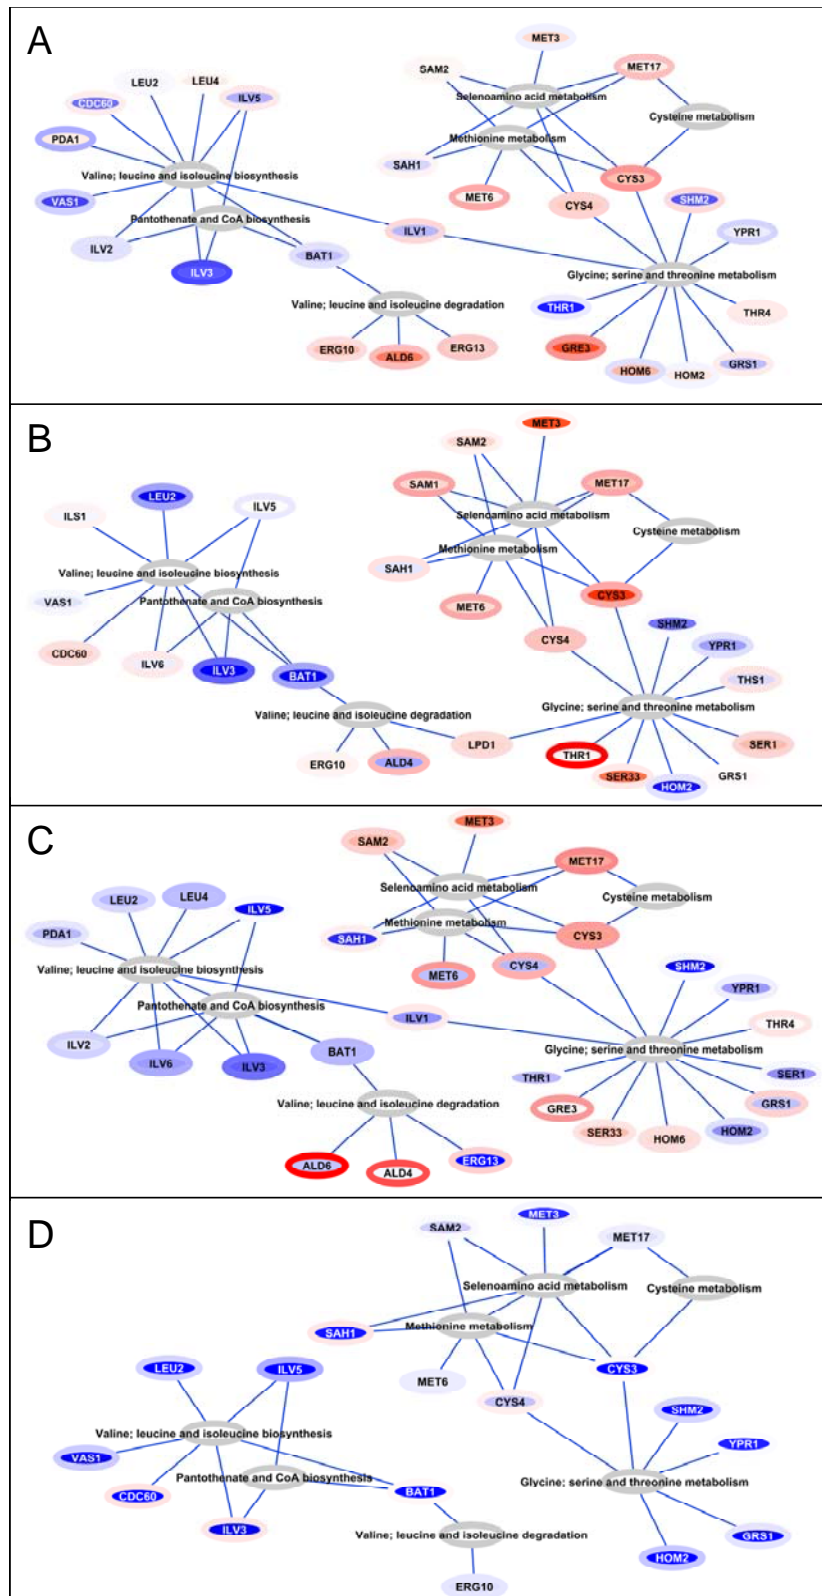 A
MET3
SAM2
MET17
LEU2
LEU4
CDC60
ILV5
Selenoamino acid metabolism
Cysteine metabolism
PDA1
Methionine metabolism
SAH1
Valine; leucine and isoleucine biosynthesis
CYS3
VAS1
MET6
CYS4
SHM2
Pantothenate and CoA biosynthesis
ILV1
YPR1
ILV2
BAT1
ILV3
Glycine; serine and threonine metabolism
Valine; leucine and isoleucine degradation
THR1
THR4
ERG10
ALD6
ERG13
GRE3
HOM6
HOM2
GRS1
B
MET3
SAM2
LEU2
SAM1
MET17
ILS1
ILV5
Selenoamino acid metabolism
Cysteine metabolism
Methionine metabolism
SAH1
Valine; leucine and isoleucine biosynthesis
VAS1
Pantothenate and CoA biosynthesis
CYS3
MET6
SHM2
CDC60
ILV6
ILV3
BAT1
CYS4
YPR1
THS1
Glycine; serine and threonine metabolism
Valine; leucine and isoleucine degradation
ERG10
ALD4
LPD1
THR1
SER1
SER33
HOM2
GRS1
C
MET3
SAM2
MET17
Selenoamino acid metabolism
Cysteine metabolism
LEU2
LEU4
ILV5
PDA1
Methionine metabolism
SAH1
CYS3
Valine; leucine and isoleucine biosynthesis
MET6
CYS4
SHM2
YPR1
Pantothenate and CoA biosynthesis
ILV1
THR4
ILV2
ILV6
ILV3
BAT1
Glycine; serine and threonine metabolism
THR1
SER1
Valine; leucine and isoleucine degradation
GRE3
GRS1
SER33
HOM6
HOM2
ALD6
ALD4
ERG13
D
MET3
SAM2
MET17
Selenoamino acid metabolism
Cysteine metabolism
SAH1
Methionine metabolism
LEU2
ILV5
MET6
CYS3
CYS4
SHM2
Valine; leucine and isoleucine biosynthesis
YPR1
VAS1
Pantothenate and CoA biosynthesis
Glycine; serine and threonine metabolism
CDC60
BAT1
ILV3
Valine; leucine and isoleucine degradation
GRS1
HOM2
ERG10